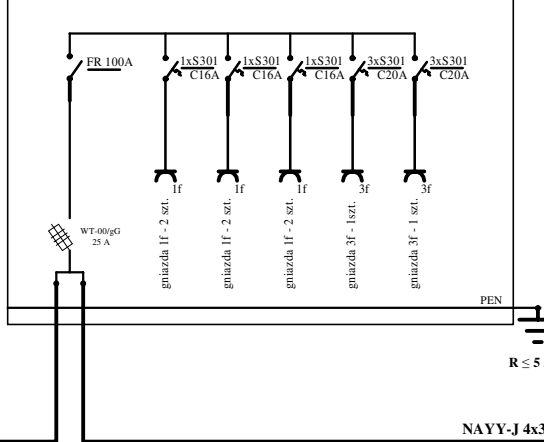 FR 100A
1xS301
C16A
1xS301
C16A
1xS301
C16A
3xS301
C20A
3xS301
C20A
1f
1f
1f
3f
3f
gniazda 1f - 2 szt.
gniazda 1f - 2 szt.
gniazda 1f - 2 szt.
gniazda 3f - 1szt.
gniazda 3f - 1 szt.
WT-00/gG
25 A
PEN
R ≤ 5
NAYY-J 4x3